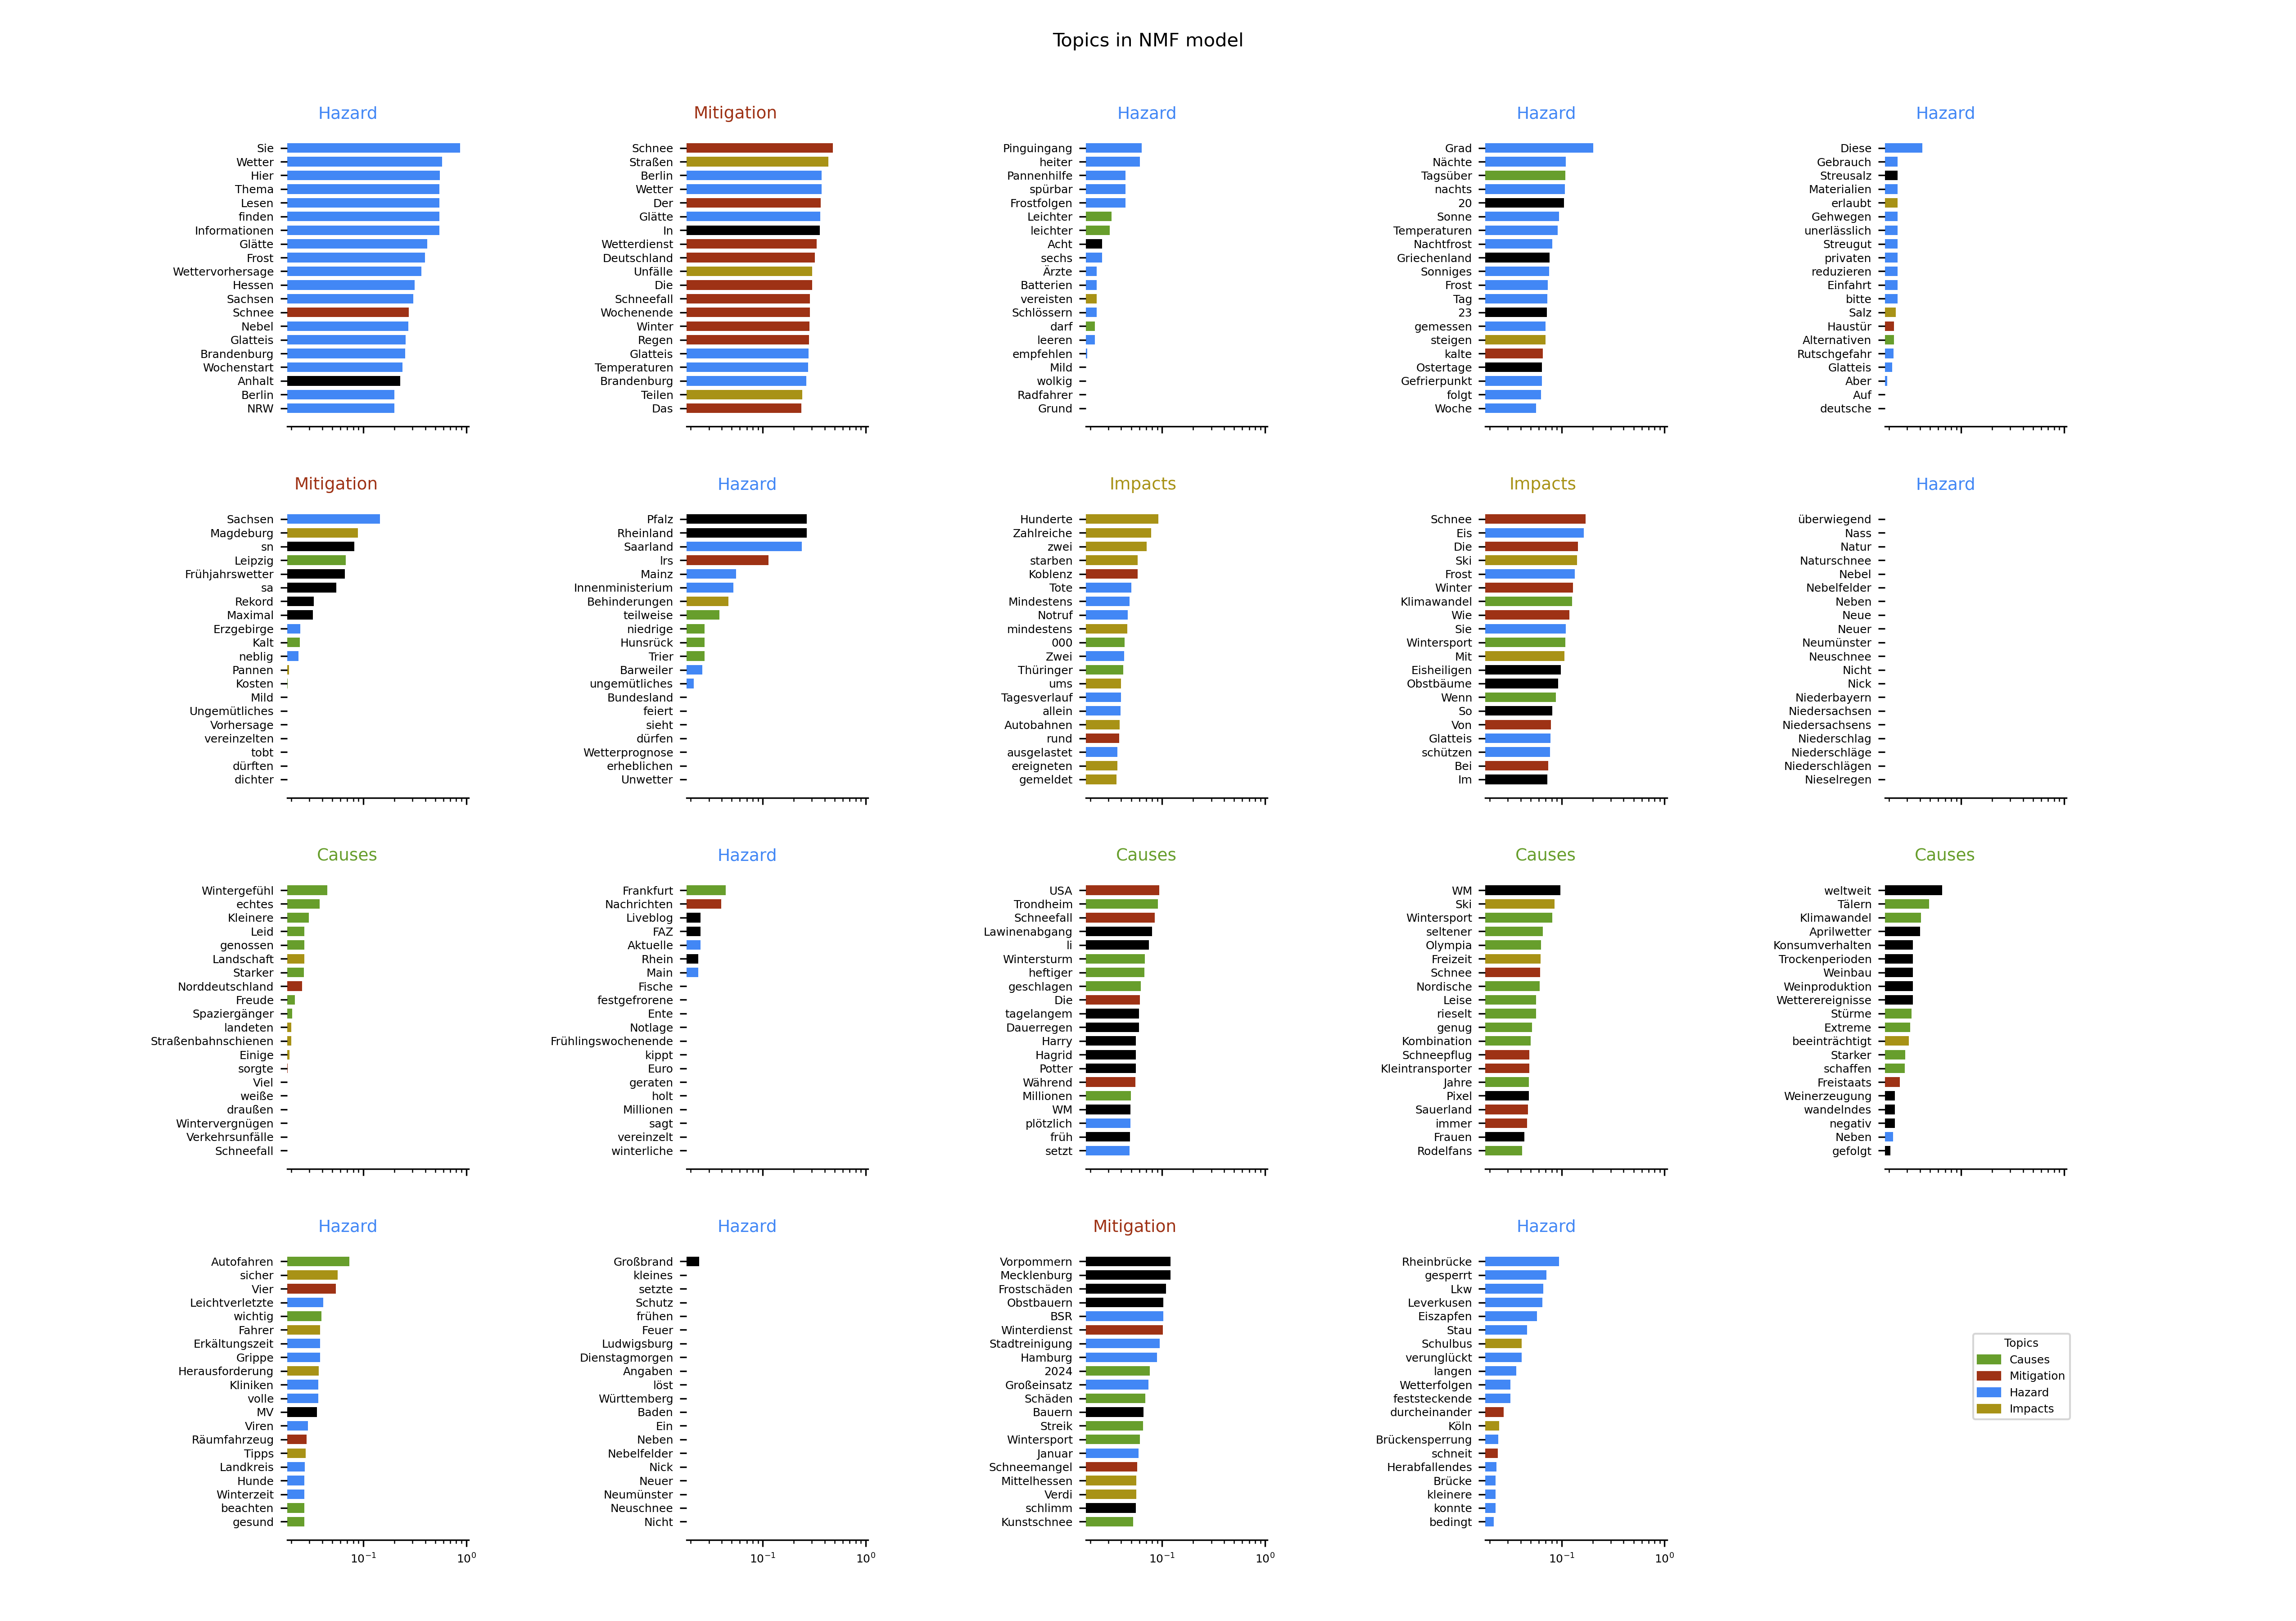 Topics in NMF model
Hazard
Sie
Wetter
Hier
Thema
Lesen
finden
Informationen
Glätte
Frost
Wettervorhersage
Hessen
Sachsen
Schnee
Nebel
Glatteis
Brandenburg
Wochenstart
Anhalt
Berlin
NRW
Mitigation
Schnee
Straßen
Berlin
Wetter
Der
Glätte
In
Wetterdienst
Deutschland
Unfälle
Die
Schneefall
Wochenende
Winter
Regen
Glatteis
Temperaturen
Brandenburg
Teilen
Das
Hazard
Pinguingang
heiter
Pannenhilfe
spürbar
Frostfolgen
Leichter
leichter
Acht
sechs
Ärzte
Batterien
vereisten
Schlössern
darf
leeren
empfehlen
Mild
wolkig
Radfahrer
Grund
Hazard
Grad
Nächte
Tagsüber
nachts
20
Sonne
Temperaturen
Nachtfrost
Griechenland
Sonniges
Frost
Tag
23
gemessen
steigen
kalte
Ostertage
Gefrierpunkt
folgt
Woche
Hazard
Diese
Gebrauch
Streusalz
Materialien
erlaubt
Gehwegen
unerlässlich
Streugut
privaten
reduzieren
Einfahrt
bitte
Salz
Haustür
Alternativen
Rutschgefahr
Glatteis
Aber
Auf
deutsche
Mitigation
Sachsen
Magdeburg
sn
Leipzig
Frühjahrswetter
sa
Rekord
Maximal
Erzgebirge
Kalt
neblig
Pannen
Kosten
Mild
Ungemütliches
Vorhersage
vereinzelten
tobt
dürften
dichter
Hazard
Pfalz
Rheinland
Saarland
lrs
Mainz
Innenministerium
Behinderungen
teilweise
niedrige
Hunsrück
Trier
Barweiler
ungemütliches
Bundesland
feiert
sieht
dürfen
Wetterprognose
erheblichen
Unwetter
Impacts
Hunderte
Zahlreiche
zwei
starben
Koblenz
Tote
Mindestens
Notruf
mindestens
000
Zwei
Thüringer
ums
Tagesverlauf
allein
Autobahnen
rund
ausgelastet
ereigneten
gemeldet
Impacts
Schnee
Eis
Die
Ski
Frost
Winter
Klimawandel
Wie
Sie
Wintersport
Mit
Eisheiligen
Obstbäume
Wenn
So
Von
Glatteis
schützen
Bei
Im
Hazard
überwiegend
Nass
Natur
Naturschnee
Nebel
Nebelfelder
Neben
Neue
Neuer
Neumünster
Neuschnee
Nicht
Nick
Niederbayern
Niedersachsen
Niedersachsens
Niederschlag
Niederschläge
Niederschlägen
Nieselregen
Causes
Wintergefühl
echtes
Kleinere
Leid
genossen
Landschaft
Starker
Norddeutschland
Freude
Spaziergänger
landeten
Straßenbahnschienen
Einige
sorgte
Viel
weiße
draußen
Wintervergnügen
Verkehrsunfälle
Schneefall
Hazard
Frankfurt
Nachrichten
Liveblog
FAZ
Aktuelle
Rhein
Main
Fische
festgefrorene
Ente
Notlage
Frühlingswochenende
kippt
Euro
geraten
holt
Millionen
sagt
vereinzelt
winterliche
Causes
USA
Trondheim
Schneefall
Lawinenabgang
li
Wintersturm
heftiger
geschlagen
Die
tagelangem
Dauerregen
Harry
Hagrid
Potter
Während
Millionen
WM
plötzlich
früh
setzt
Causes
WM
Ski
Wintersport
seltener
Olympia
Freizeit
Schnee
Nordische
Leise
rieselt
genug
Kombination
Schneepflug
Kleintransporter
Jahre
Pixel
Sauerland
immer
Frauen
Rodelfans
Causes
weltweit
Tälern
Klimawandel
Aprilwetter
Konsumverhalten
Trockenperioden
Weinbau
Weinproduktion
Wetterereignisse
Stürme
Extreme
beeinträchtigt
Starker
schaffen
Freistaats
Weinerzeugung
wandelndes
negativ
Neben
gefolgt
Hazard
Autofahren
sicher
Vier
Leichtverletzte
wichtig
Fahrer
Erkältungszeit
Grippe
Herausforderung
Kliniken
volle
MV
Viren
Räumfahrzeug
Tipps
Landkreis
Hunde
Winterzeit
beachten
gesund
10⁻¹ 10⁰
Hazard
Großbrand
kleines
setzte
Schutz
frühen
Feuer
Ludwigsburg
Dienstagmorgen
Angaben
löst
Württemberg
Baden
Ein
Neben
Nebelfelder
Nick
Neuer
Neumünster
Neuschnee
Nicht
10⁻¹ 10⁰
Mitigation
Vorpommern
Mecklenburg
Frostschäden
Obstbauern
BSR
Winterdienst
Stadtreinigung
Hamburg
2024
Großeinsatz
Schäden
Bauern
Streik
Wintersport
Januar
Schneemangel
Mittelhessen
Verdi
schlimm
Kunstschnee
10⁻¹ 10⁰
Hazard
Rheinbrücke
gesperrt
Lkw
Leverkusen
Eiszapfen
Stau
Schulbus
verunglückt
langen
Wetterfolgen
feststeckende
durcheinander
Köln
Brückensperrung
schneit
Herabfallendes
Brücke
kleinere
konnte
bedingt
10⁻¹ 10⁰
Topics
Causes
Mitigation
Hazard
Impacts